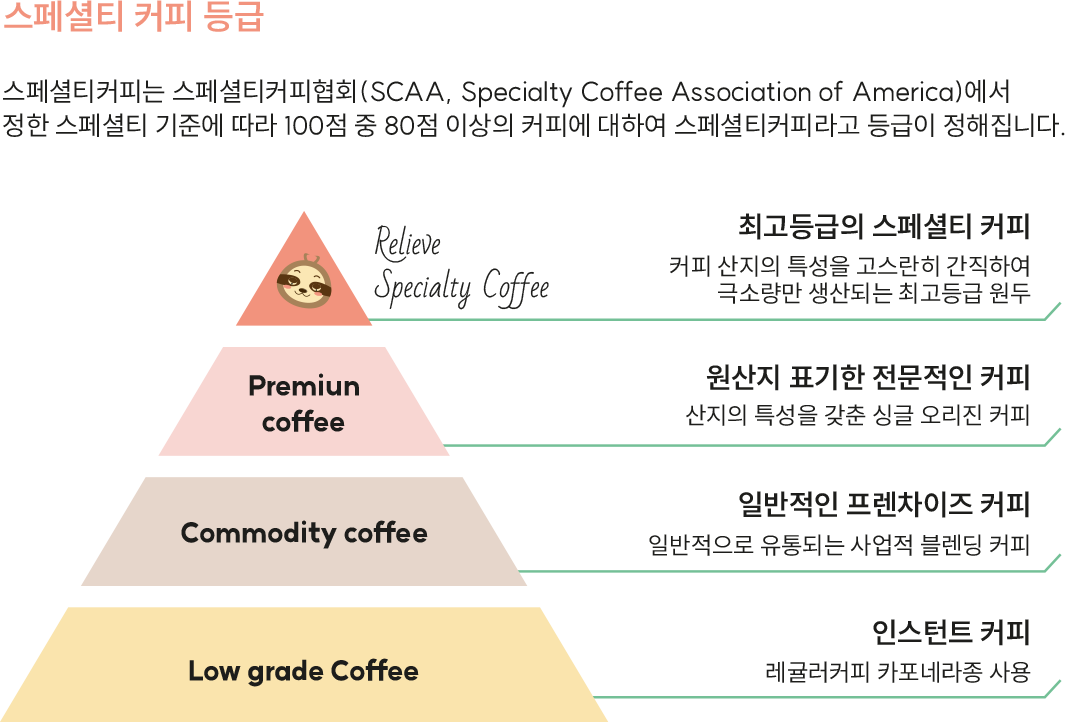 스페셜티 커피 등급
스페셜티커피는 스페셜티커피협회(SCAA, Specialty Coffee Association of America)에서
정한 스페셜티 기준에 따라 100점 중 80점 이상의 커피에 대하여 스페셜티커피라고 등급이 정해집니다.
Relieve
Specialty Coffee
최고등급의 스페셜티 커피
커피 산지의 특성을 고스란히 간직하여
극소량만 생산되는 최고등급 원두
Premiun
coffee
원산지 표기한 전문적인 커피
산지의 특성을 갖춘 싱글 오리진 커피
Commodity coffee
일반적인 프렌차이즈 커피
일반적으로 유통되는 사업적 블렌딩 커피
Low grade Coffee
인스턴트 커피
레귤러커피 카포네라종 사용